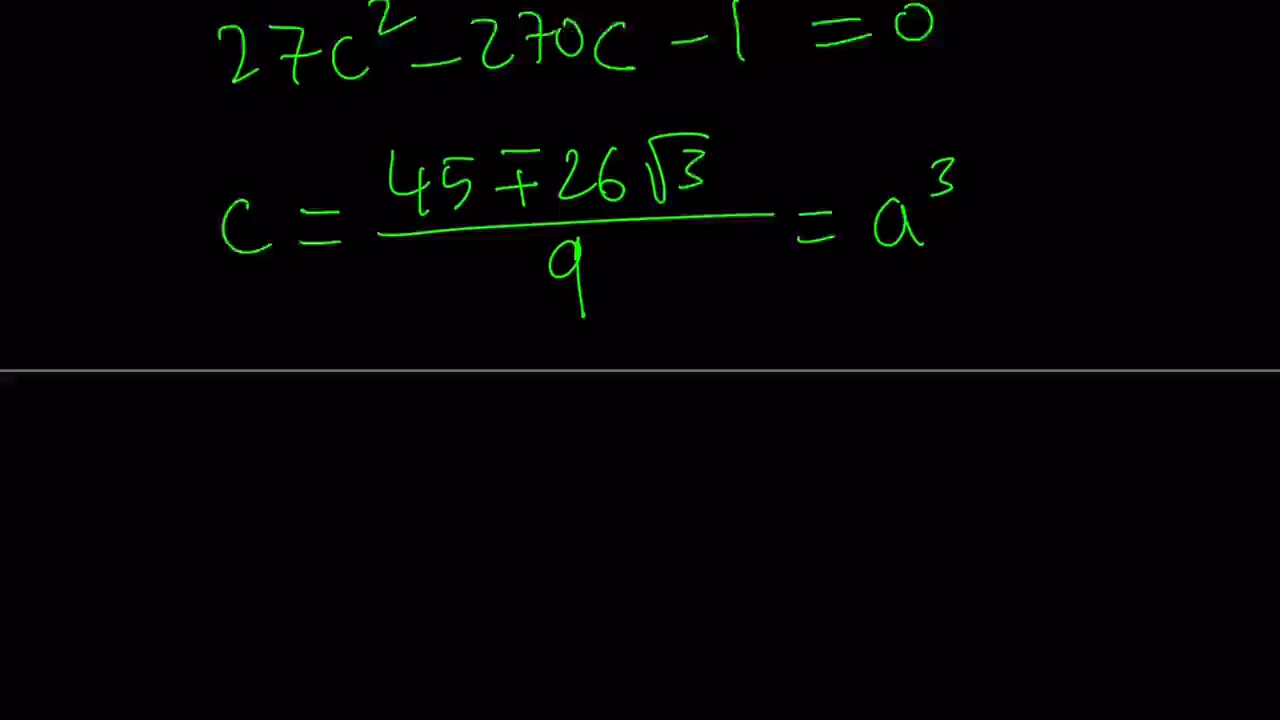 27c² - 270c - 1 = 0
c = (45 ∓ 26√3)/9 = a³